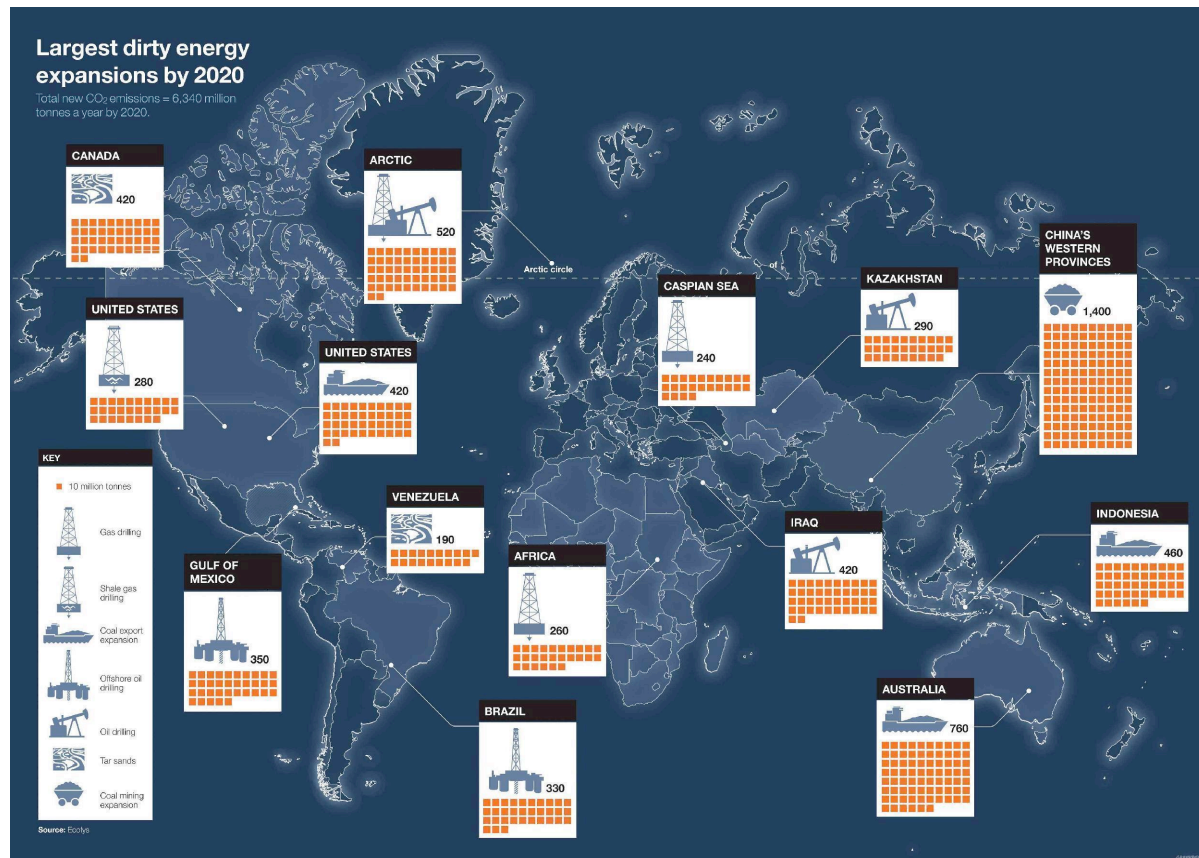 Largest dirty energy
expansions by 2020
Total new CO₂ emissions = 6,340 million
tonnes a year by 2020.
CANADA
420
ARCTIC
520
Arctic circle
CHINA'S
WESTERN
PROVINCES
1,400
KAZAKHSTAN
290
CASPIAN SEA
240
of
UNITED STATES
280
UNITED STATES
420
KEY
10 million tonnes
Gas drilling
Shale gas
drilling
Coal export
expansion
Offshore oil
drilling
Oil drilling
Tar sands
Coal mining
expansion
VENEZUELA
190
GULF OF
MEXICO
350
AFRICA
260
IRAQ
420
INDONESIA
460
BRAZIL
330
AUSTRALIA
760
Source: Ecofys